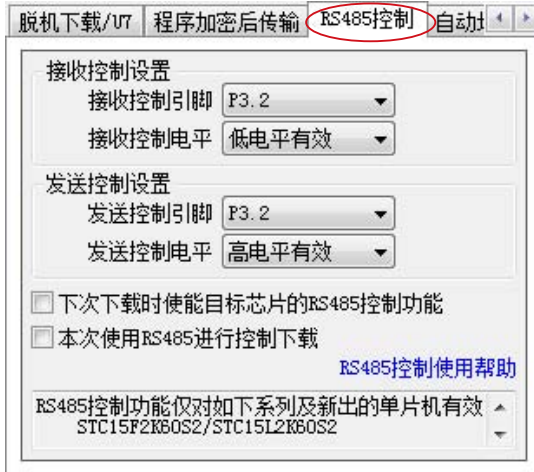 脱机下载/U7 程序加密后传输 RS485控制 自动
接收控制设置
接收控制引脚 P3.2
接收控制电平 低电平有效
发送控制设置
发送控制引脚 P3.2
发送控制电平 高电平有效
下次下载时使能目标芯片的RS485控制功能
本次使用RS485进行控制下载
RS485控制使用帮助
RS485控制功能仅对如下系列及新出的单片机有效
STC15F2K60S2/STC15L2K60S2